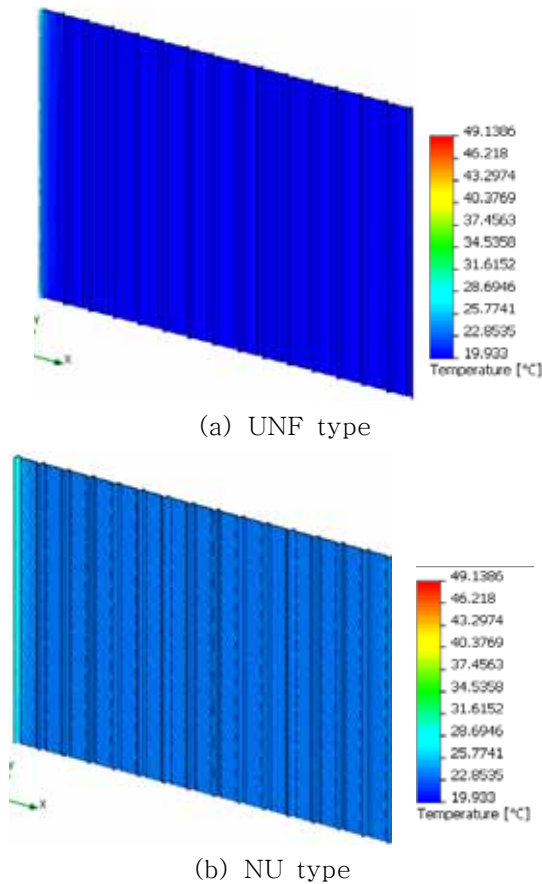 49.1386
46.218
43.2974
40.3769
37.4563
34.5358
31.6152
28.6946
25.7741
22.8535
19.933
Temperature [°C]
Y
X
(a) UNF type
49.1386
46.218
43.2974
40.3769
37.4563
34.5358
31.6152
28.6946
25.7741
22.8535
19.933
Temperature [°C]
Y
X
(b) NU type